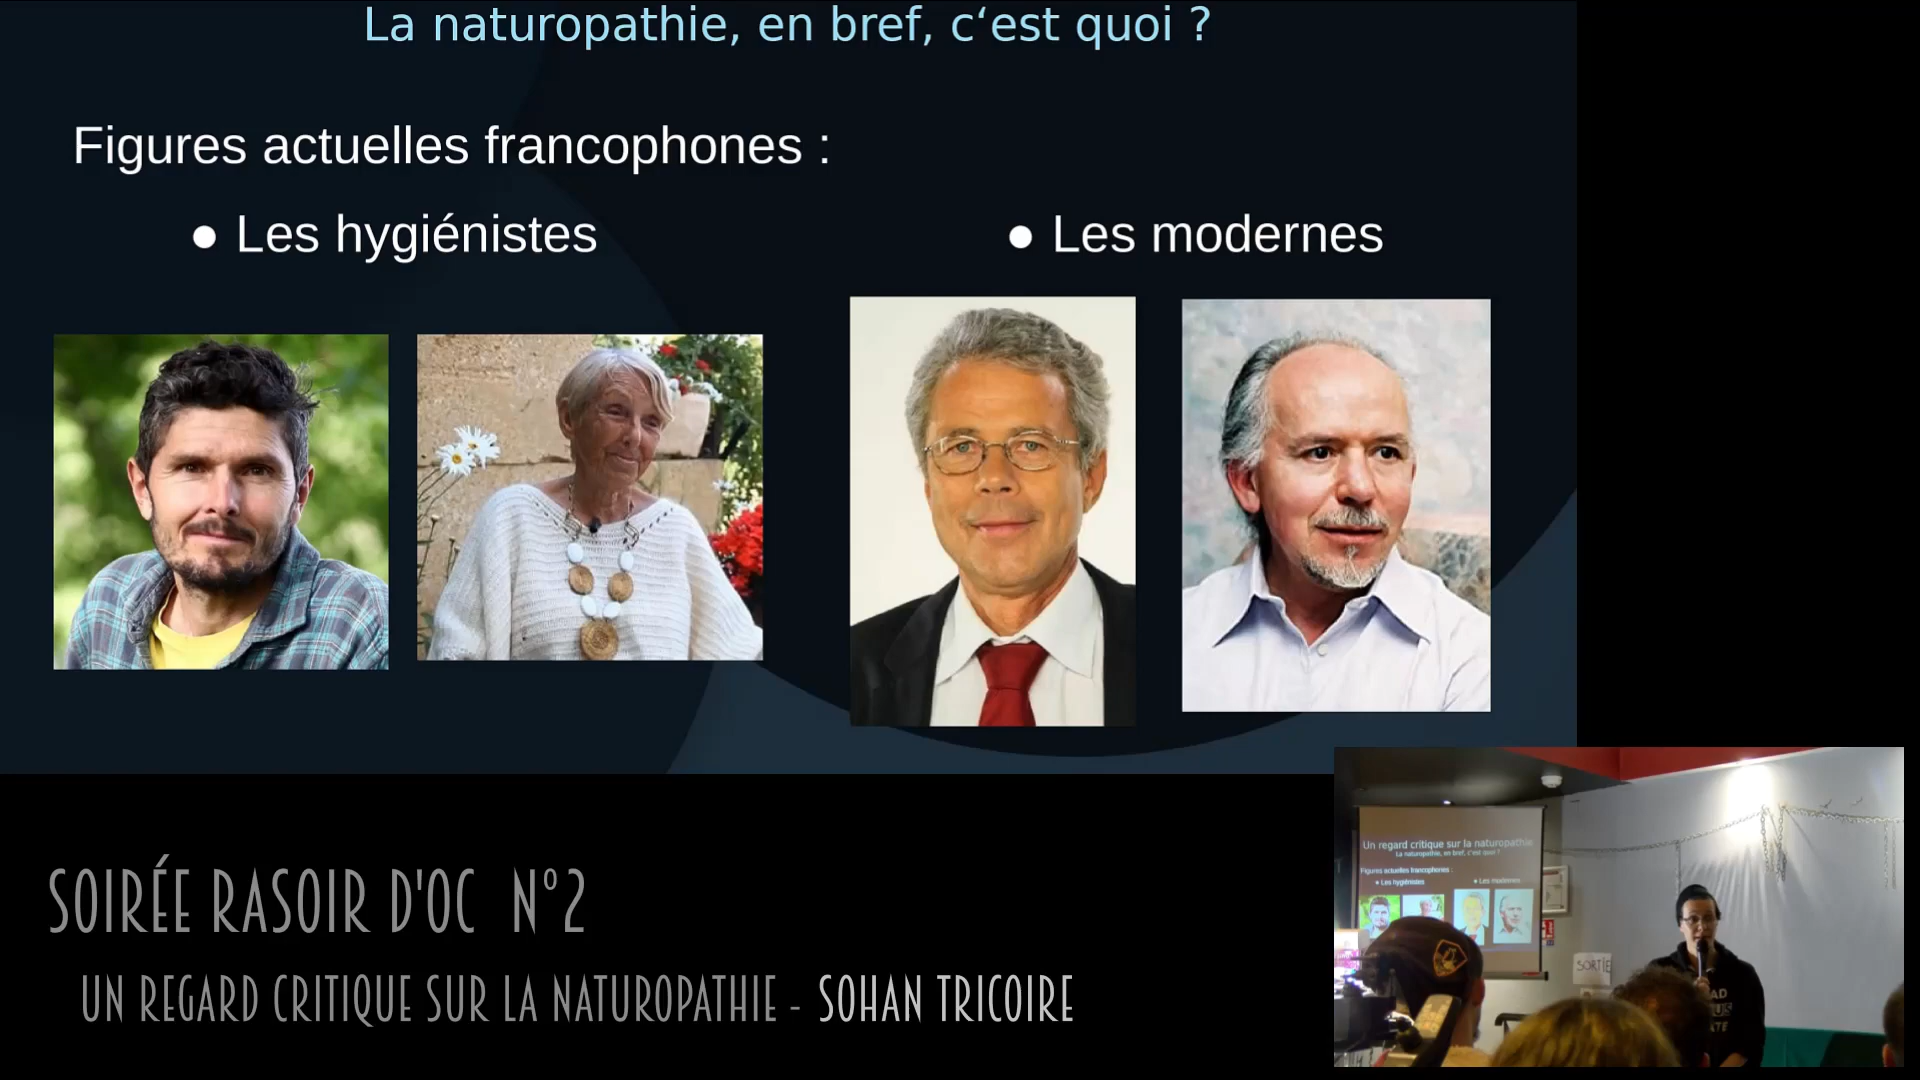 La naturopathie, en bref, c‘est quoi ?
Figures actuelles francophones :
● Les hygiénistes
● Les modernes
SOIRÉE RASOIR D'OC N°2
UN REGARD CRITIQUE SUR LA NATUROPATHIE - SOHAN TRICOIRE
Un regard critique sur la naturopathie
La naturopathie, en bref, c'est quoi ?
Figures actuelles francophones :
● Les hygiénistes
● Les modernes
SORTIE